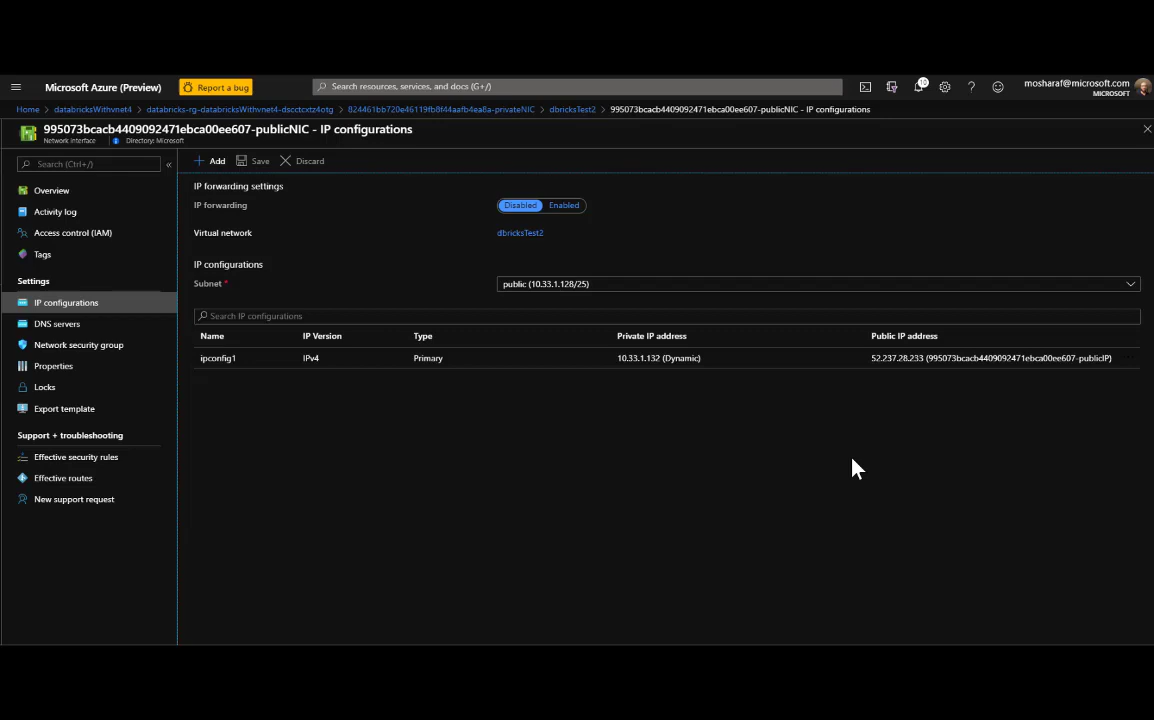 Microsoft Azure (Preview) Report a bug Search resources, services, and docs (G+/) 10 mosharaf@microsoft.com
MICROSOFT
Home > databricksWithvnet4 > databricks-rg-databricksWithvnet4-dscctcxtz4otg > 824461bb720e46119fb8f44aafb4ea8a-privateNIC > dbricksTest2 > 995073bcacb4409092471ebca00ee607-publicNIC - IP configurations
995073bcacb4409092471ebca00ee607-publicNIC - IP configurations
Network interface Directory: Microsoft
Search (Ctrl+/) «
Overview
Activity log
Access control (IAM)
Tags
Settings
IP configurations
DNS servers
Network security group
Properties
Locks
Export template
Support + troubleshooting
Effective security rules
Effective routes
New support request
Add Save Discard
IP forwarding settings
IP forwarding Disabled Enabled
Virtual network dbricksTest2
IP configurations
Subnet * public (10.33.1.128/25)
Search IP configurations
Name IP Version Type Private IP address Public IP address
ipconfig1 IPv4 Primary 10.33.1.132 (Dynamic) 52.237.28.233 (995073bcacb4409092471ebca00ee607-publicIP)